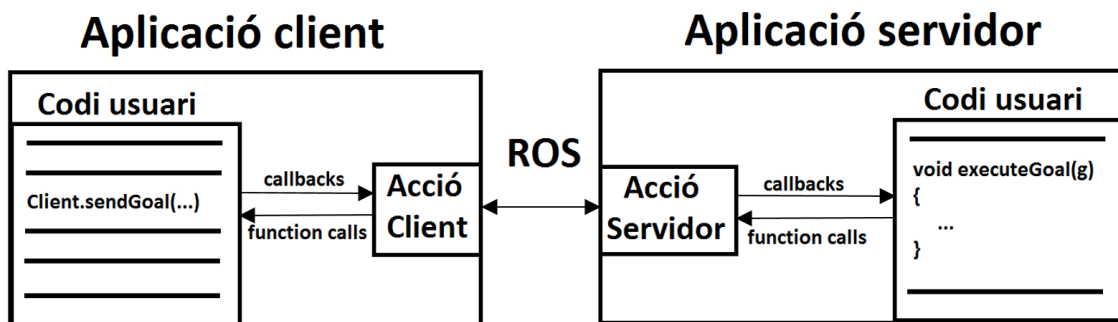 Aplicació client
Aplicació servidor
Codi usuari
Client.sendGoal(...)
callbacks
function calls
Acció
Client
ROS
Acció
Servidor
callbacks
function calls
Codi usuari
void executeGoal(g)
{
...
}